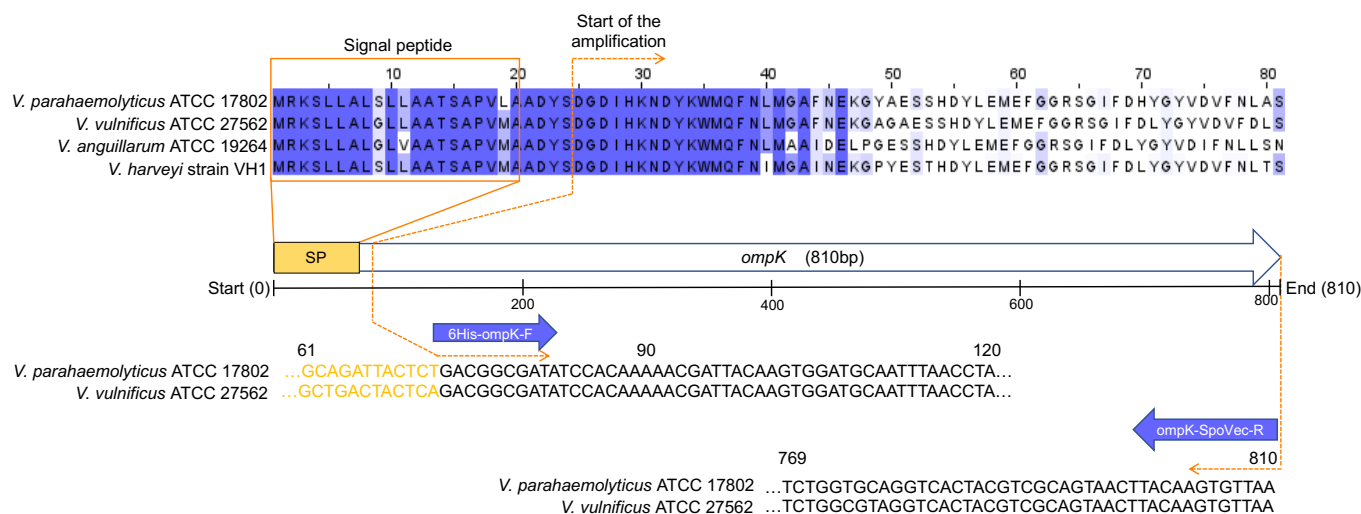 Signal peptide
Start of the
amplification
10 20 30 40 50 60 70 80
V. parahaemolyticus ATCC 17802 MRKSLLALSLLAATSAPVLAADYSDGDIHKNDYKWMQFNLMGAFNEKGYAESSHDYLEMEFGGRSGIFDHYGYVDVFNLAS
V. vulnificus ATCC 27562 MRKSLLALGLLAATSAPVMAADYSDGDIHKNDYKWMQFNLMGAFNEKGAGAESSHDYLEMEFGGRSGIFDLYGYVDVFDLS
V. anguillarum ATCC 19264 MRKSLLALGLVAATSAPVMAADYSDGDIHKNDYKWMQFNLMAAIDELPGESSHDYLEMEFGGRSGIFDLYGYVDIFNLLSN
V. harveyi strain VH1 MRKSLLALSLLAATSAPVMAADYSDGDIHKNDYKWMQFNIMGAINEKGPYESTHDYLEMEFGGRSGIFDLYGYVDVFNLTS
SP ompK (810bp)
Start (0) End (810)
200 400 600 800
6His-ompK-F
61 90 120
V. parahaemolyticus ATCC 17802 ...GCAGATTACTCTGACGGCGATATCCACAAAAACGATTACAAGTGGATGCAATTTAACCTA...
V. vulnificus ATCC 27562 ...GCTGACTACTCAGACGGCGATATCCACAAAAACGATTACAAGTGGATGCAATTTAACCTA...
ompK-SpoVec-R
769 810
V. parahaemolyticus ATCC 17802 ...TCTGGTGCAGGTCACTACGTCGCAGTAACTTACAAGTGTTAA
V. vulnificus ATCC 27562 ...TCTGGCGTAGGTCACTACGTCGCAGTAACTTACAAGTGTTAA